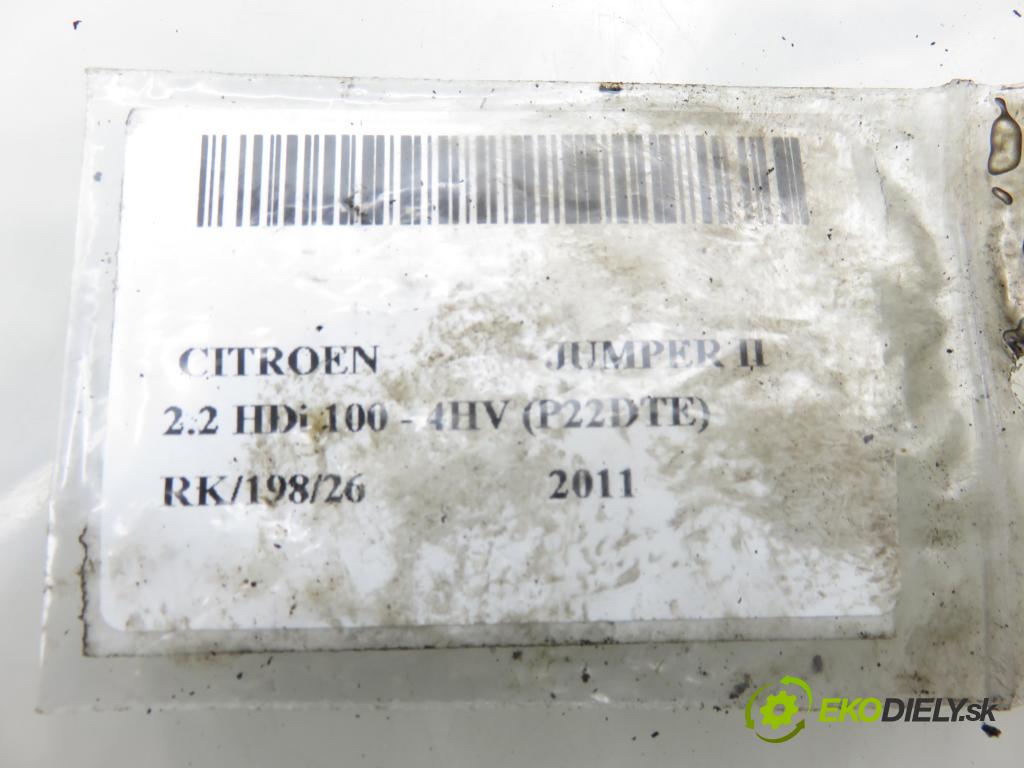 CITROEN JUMPER II
2.2 HDi 100 - 4HV (P22DTE)
RK/198/26 2011
EKODIELY.sk